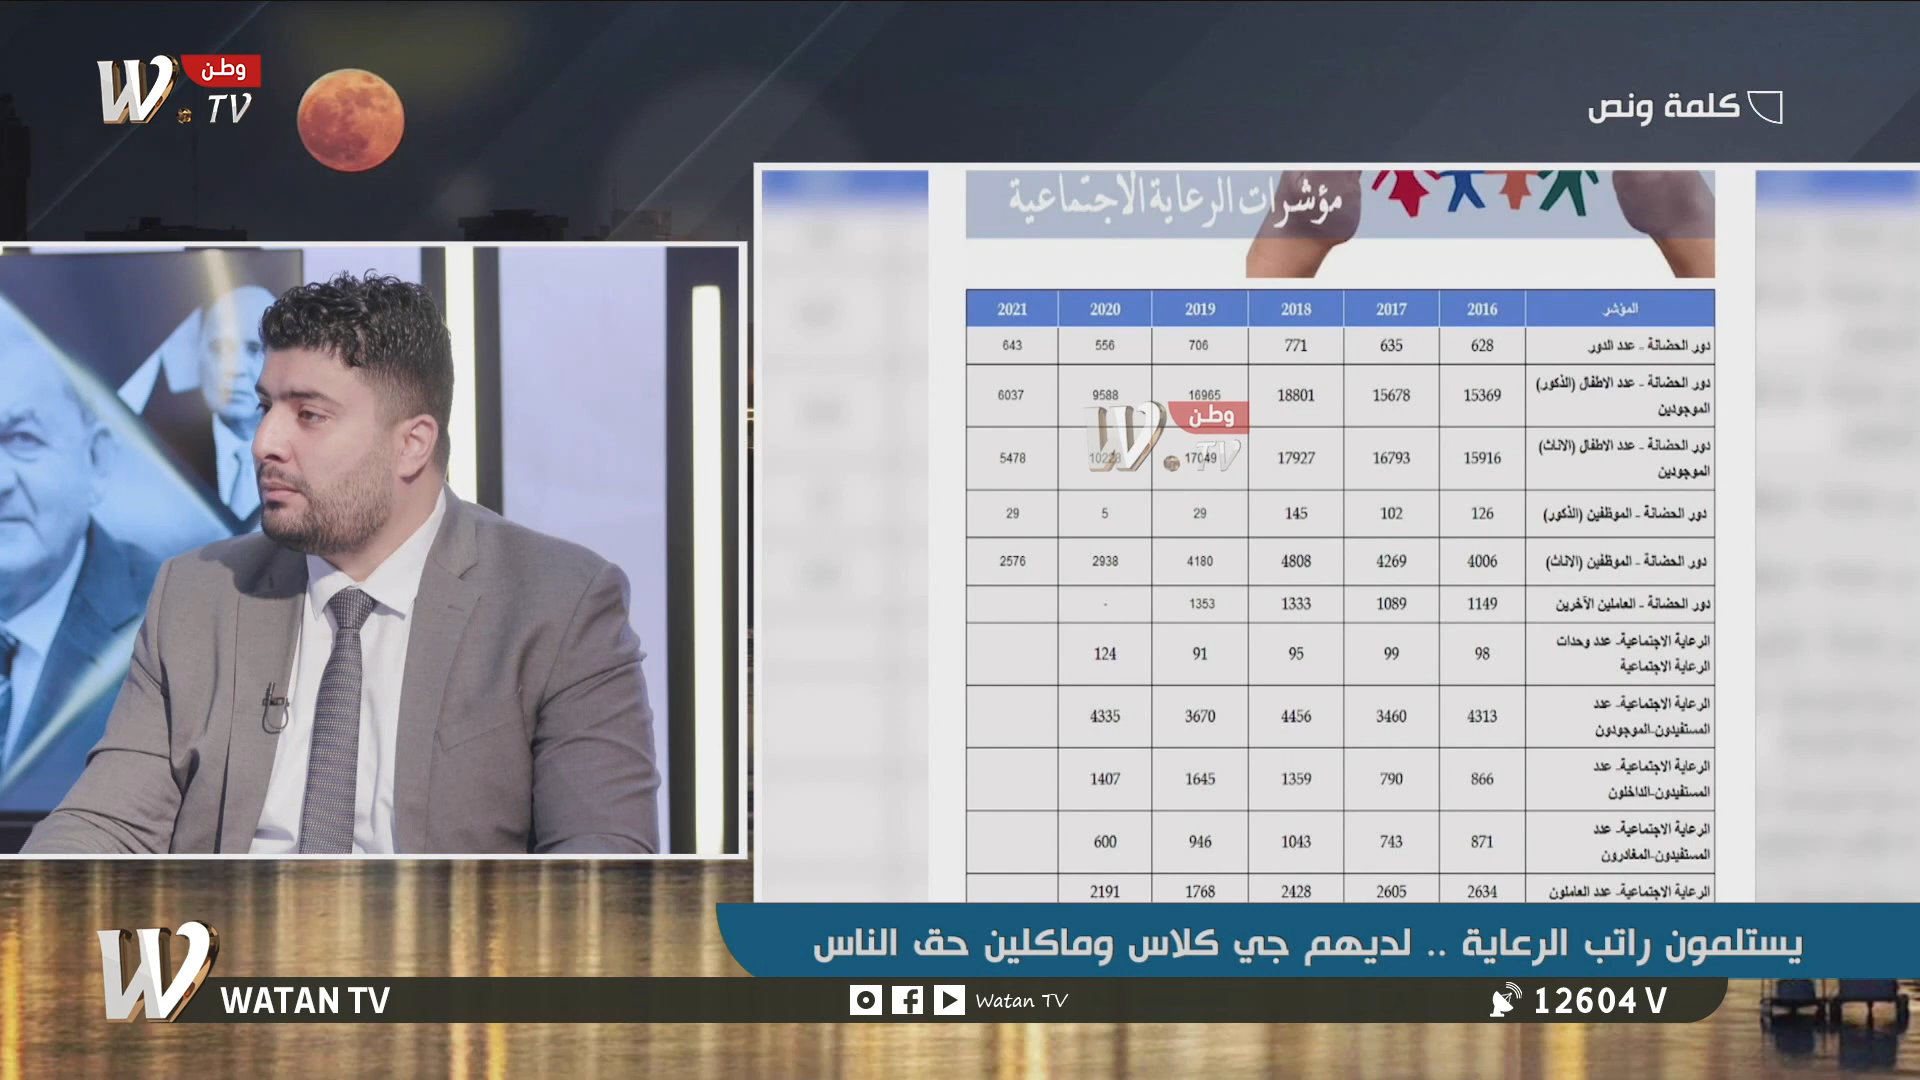 وطن
W.
TV
كلمة ونص
مؤشرات الرعاية الاجتماعية
المؤشر 2016 2017 2018 2019 2020 2021
دور الحضانة - عدد الدور 628 635 771 706 556 643
دور الحضانة - عدد الاطفال (الذكور)
الموجودين 15369 15678 18801 16965 9588 6037
وطن
W.
TV
دور الحضانة - عدد الاطفال (الاناث)
الموجودين 15916 16793 17927 17049 10228 5478
دور الحضانة - الموظفين (الذكور) 126 102 145 29 5 29
دور الحضانة - الموظفين (الاناث) 4006 4269 4808 4180 2938 2576
دور الحضانة - العاملين الآخرين 1149 1089 1333 1353 -
الرعاية الاجتماعية- عدد وحدات
الرعاية الاجتماعية 98 99 95 91 124
الرعاية الاجتماعية- عدد
المستفيدون-الموجودون 4313 3460 4456 3670 4335
الرعاية الاجتماعية- عدد
المستفيدون-الداخلون 866 790 1359 1645 1407
الرعاية الاجتماعية- عدد
المستفيدون-المغادرون 871 743 1043 946 600
الرعاية الاجتماعية- عدد العاملون 2634 2605 2428 1768 2191
يستلمون راتب الرعاية .. لديهم جي كلاس وماكلين حق الناس
W
WATAN TV
Watan TV
12604 V